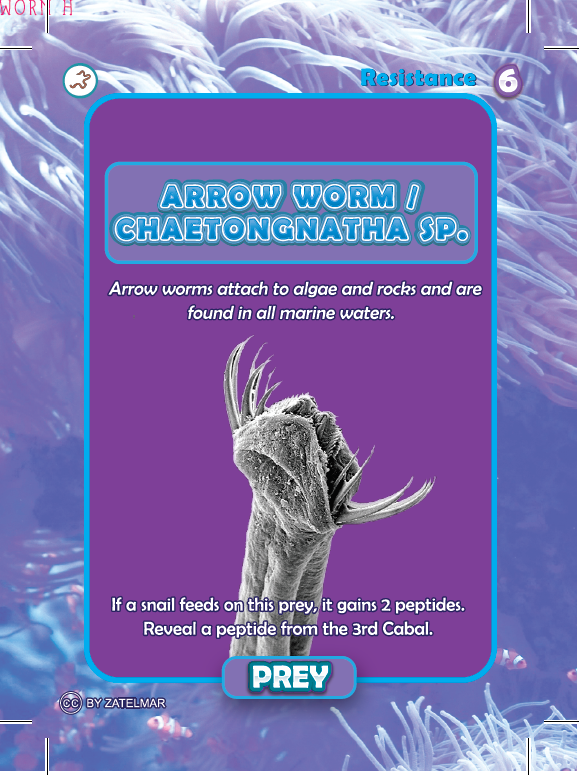 WORM H
Resistance 6
ARROW WORM /
CHAETONGNATHA SP.
Arrow worms attach to algae and rocks and are
found in all marine waters.
If a snail feeds on this prey, it gains 2 peptides.
Reveal a peptide from the 3rd Cabal.
PREY
CC BY ZATELMAR